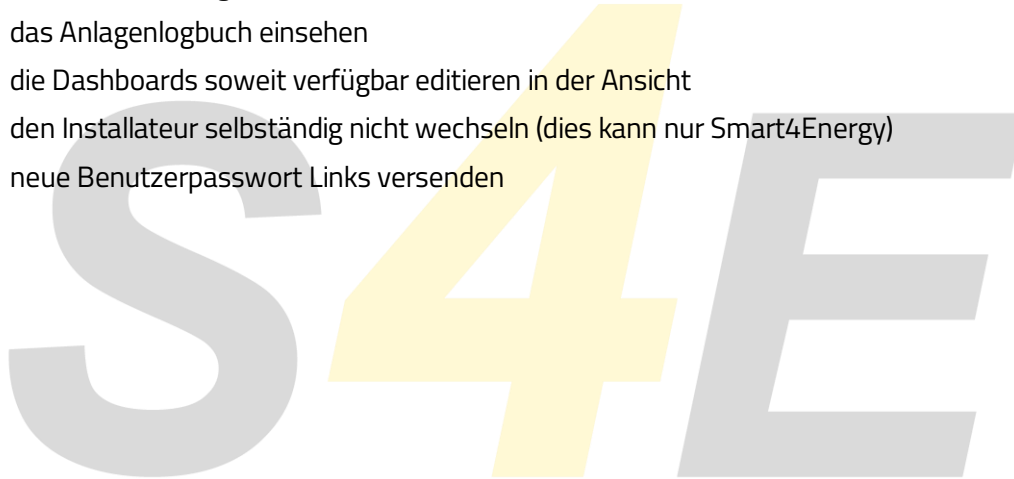 das Anlagenlogbuch einsehen
die Dashboards soweit verfügbar editieren in der Ansicht
den Installateur selbständig nicht wechseln (dies kann nur Smart4Energy)
neue Benutzerpasswort Links versenden
S4E